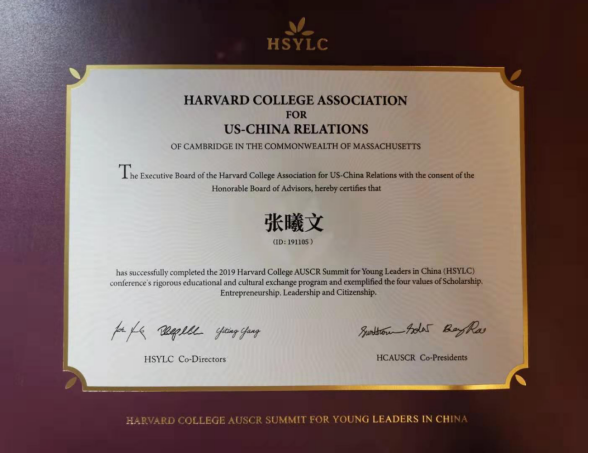 HSYLC
HARVARD COLLEGE ASSOCIATION
FOR
US-CHINA RELATIONS
OF CAMBRIDGE IN THE COMMONWEALTH OF MASSACHUSETTS
The Executive Board of the Harvard College Association for US-China Relations with the consent of the
Honorable Board of Advisors, hereby certifies that
张曦文
(ID: 191105)
has successfully completed the 2019 Harvard College AUSCR Summit for Young Leaders in China (HSYLC)
conference's rigorous educational and cultural exchange program and exemplified the four values of Scholarship,
Entrepreneurship, Leadership and Citizenship.
HSYLC Co-Directors
HCAUSCR Co-Presidents
HARVARD COLLEGE AUSCR SUMMIT FOR YOUNG LEADERS IN CHINA